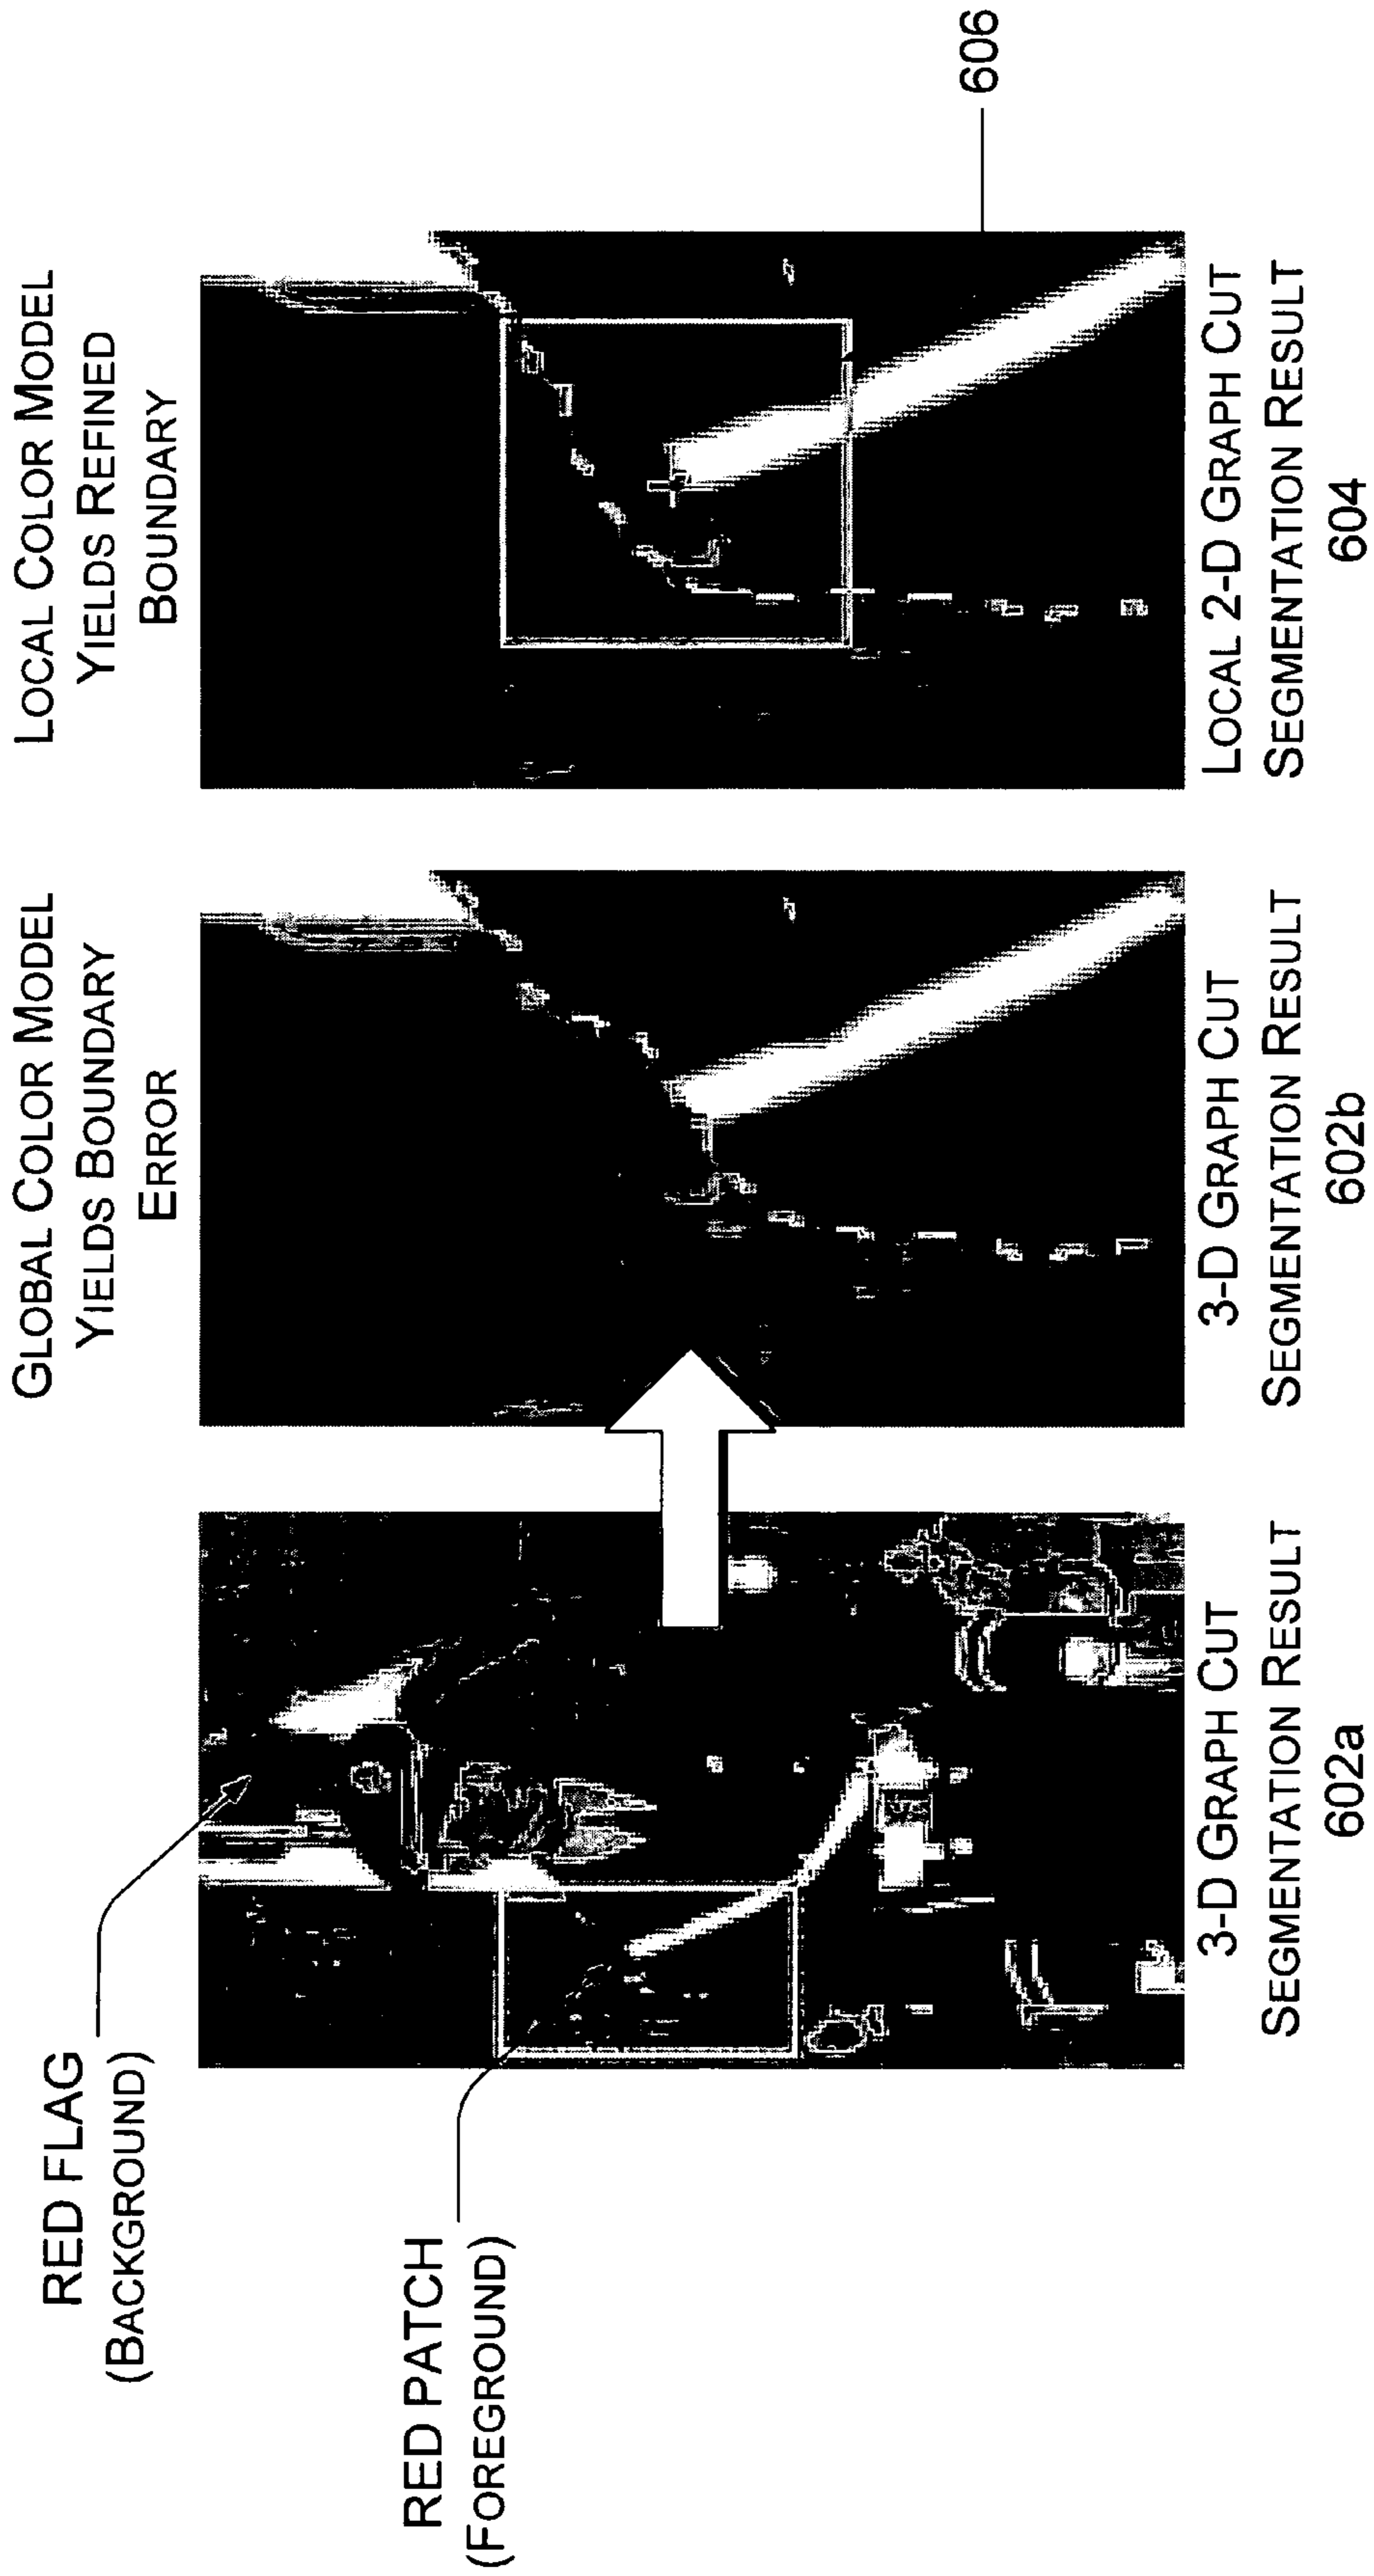 RED FLAG
(BACKGROUND)
RED PATCH
(FOREGROUND)
3-D GRAPH CUT
SEGMENTATION RESULT
602a
GLOBAL COLOR MODEL
YIELDS BOUNDARY
ERROR
3-D GRAPH CUT
SEGMENTATION RESULT
602b
LOCAL COLOR MODEL
YIELDS REFINED
BOUNDARY
LOCAL 2-D GRAPH CUT
SEGMENTATION RESULT
604
606